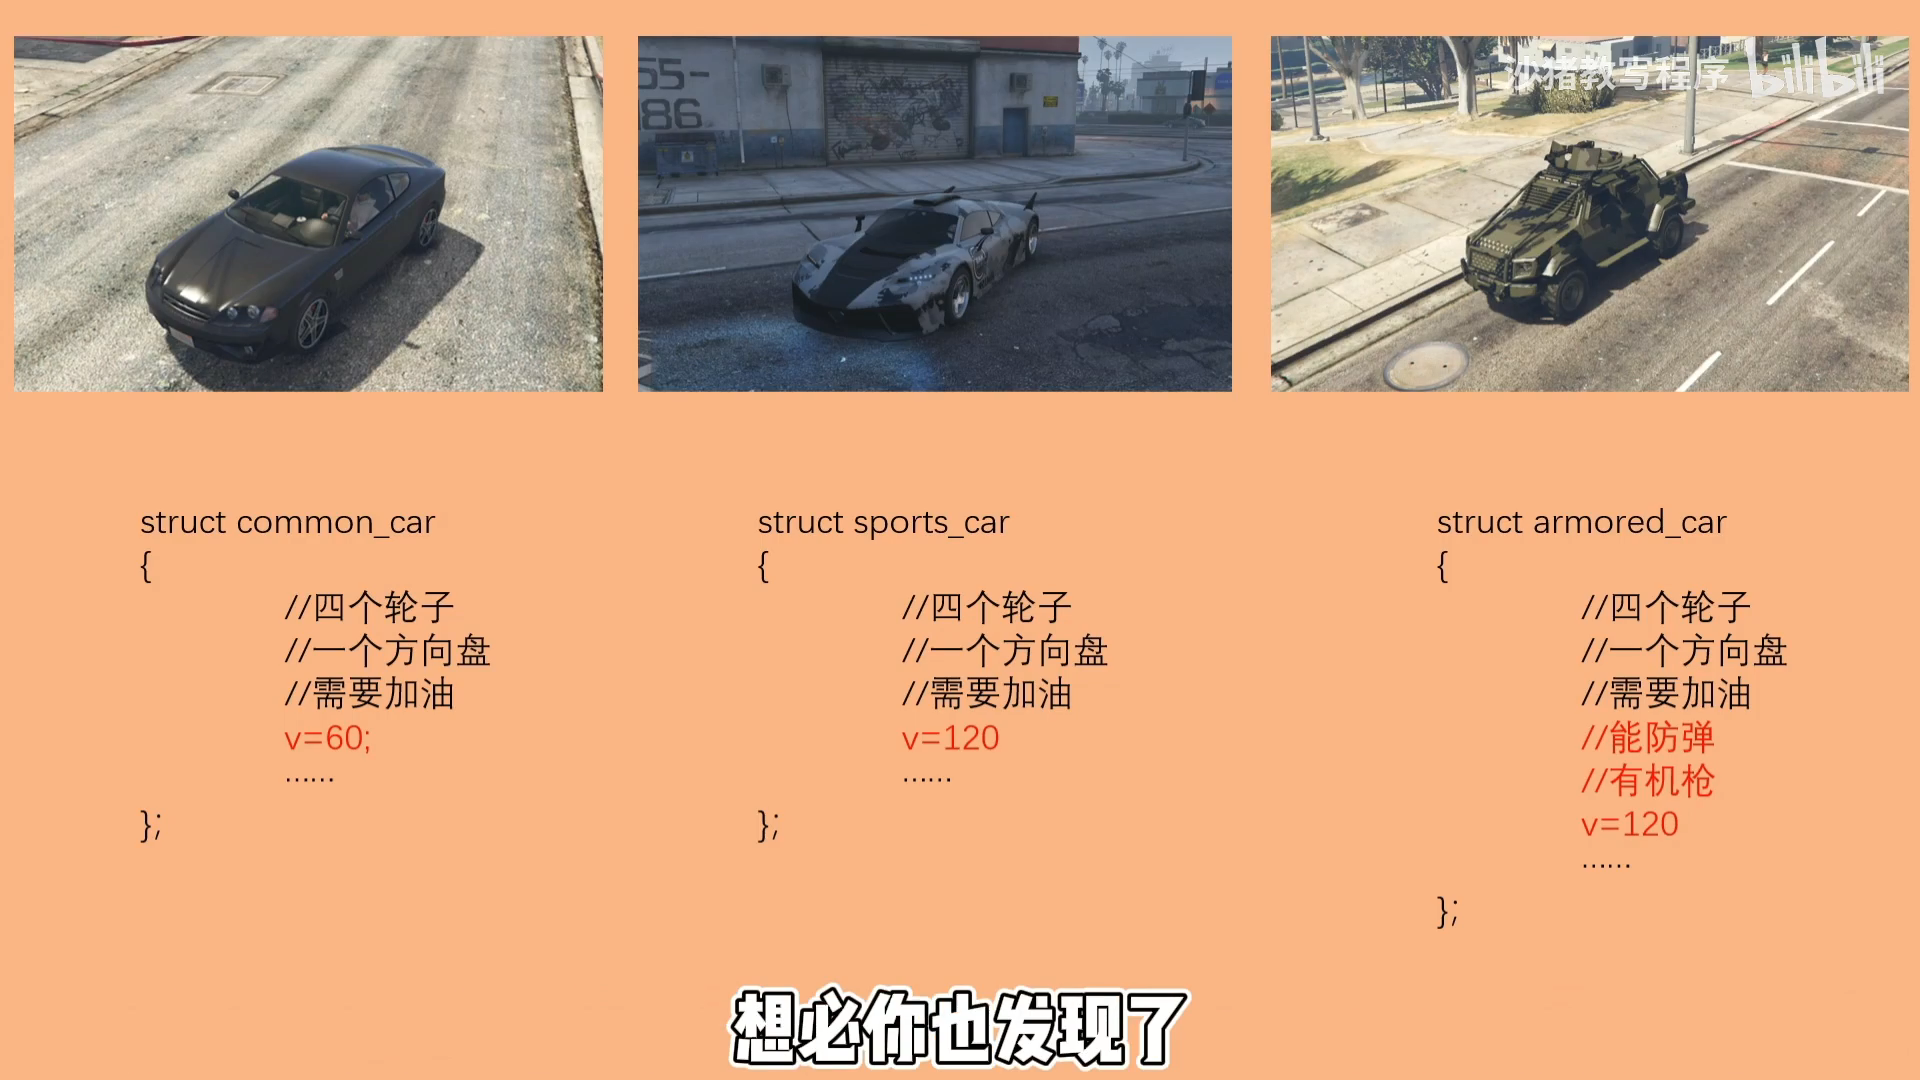 55-
86
沙猪教写程序 bilibili
struct common_car
{
//四个轮子
//一个方向盘
//需要加油
v=60;
......
};
struct sports_car
{
//四个轮子
//一个方向盘
//需要加油
v=120
......
};
struct armored_car
{
//四个轮子
//一个方向盘
//需要加油
//能防弹
//有机枪
v=120
......
};
想必你也发现了